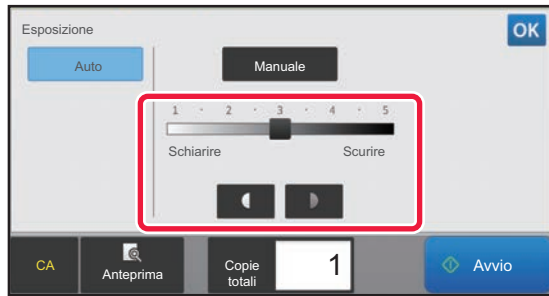 Esposizione
OK
Auto
Manuale
1 · 2 · 3 · 4 · 5
Schiarire Scurire
CA
Anteprima
Copie
totali
1
Avvio